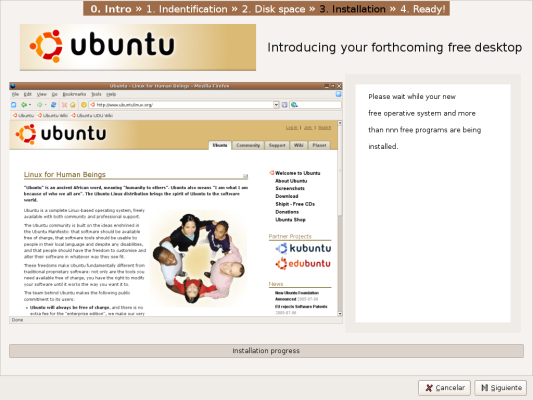 0. Intro » 1. Indentification » 2. Disk space » 3. Installation » 4. Ready!
ubuntu
Introducing your forthcoming free desktop
Ubuntu - Linux for Human Beings - Mozilla Firefox
File Edit View Go Bookmarks Tools Help
http://www.ubuntulinux.org/
Ubuntu Ubuntu Wiki Ubuntu UDU Wiki
ubuntu
Ubuntu Community Support Wiki Planet
Linux for Human Beings
"Ubuntu" is an ancient African word, meaning "humanity to others". Ubuntu also means "I am what I am
because of who we all are". The Ubuntu Linux distribution brings the spirit of Ubuntu to the software
world.
Ubuntu is a complete Linux-based operating system, freely
available with both community and professional support.
The Ubuntu community is built on the ideas enshrined in
the Ubuntu Manifesto: that software should be available
free of charge, that software tools should be usable by
people in their local language and despite any disabilities,
and that people should have the freedom to customise and
alter their software in whatever way they see fit.
These freedoms make Ubuntu fundamentally different from
traditional proprietary software: not only are the tools you
need available free of charge, you have the right to modify
your software until it works the way you want it to.
The team behind Ubuntu makes the following public
commitment to its users:
Ubuntu will always be free of charge, and there is no
extra fee for the "enterprise edition", we make our very
Welcome to Ubuntu
About Ubuntu
Screenshots
Download
ShipIt - Free CDs
Donations
Ubuntu Shop
Partner Projects
kubuntu
edubuntu
News
New Ubuntu Foundation
Announced 2005-07-08
EU rejects Software Patents
2005-07-06
Done
Please wait while your new
free operative system and more
than nnn free programs are being
installed.
Installation progress
Cancelar Siguiente